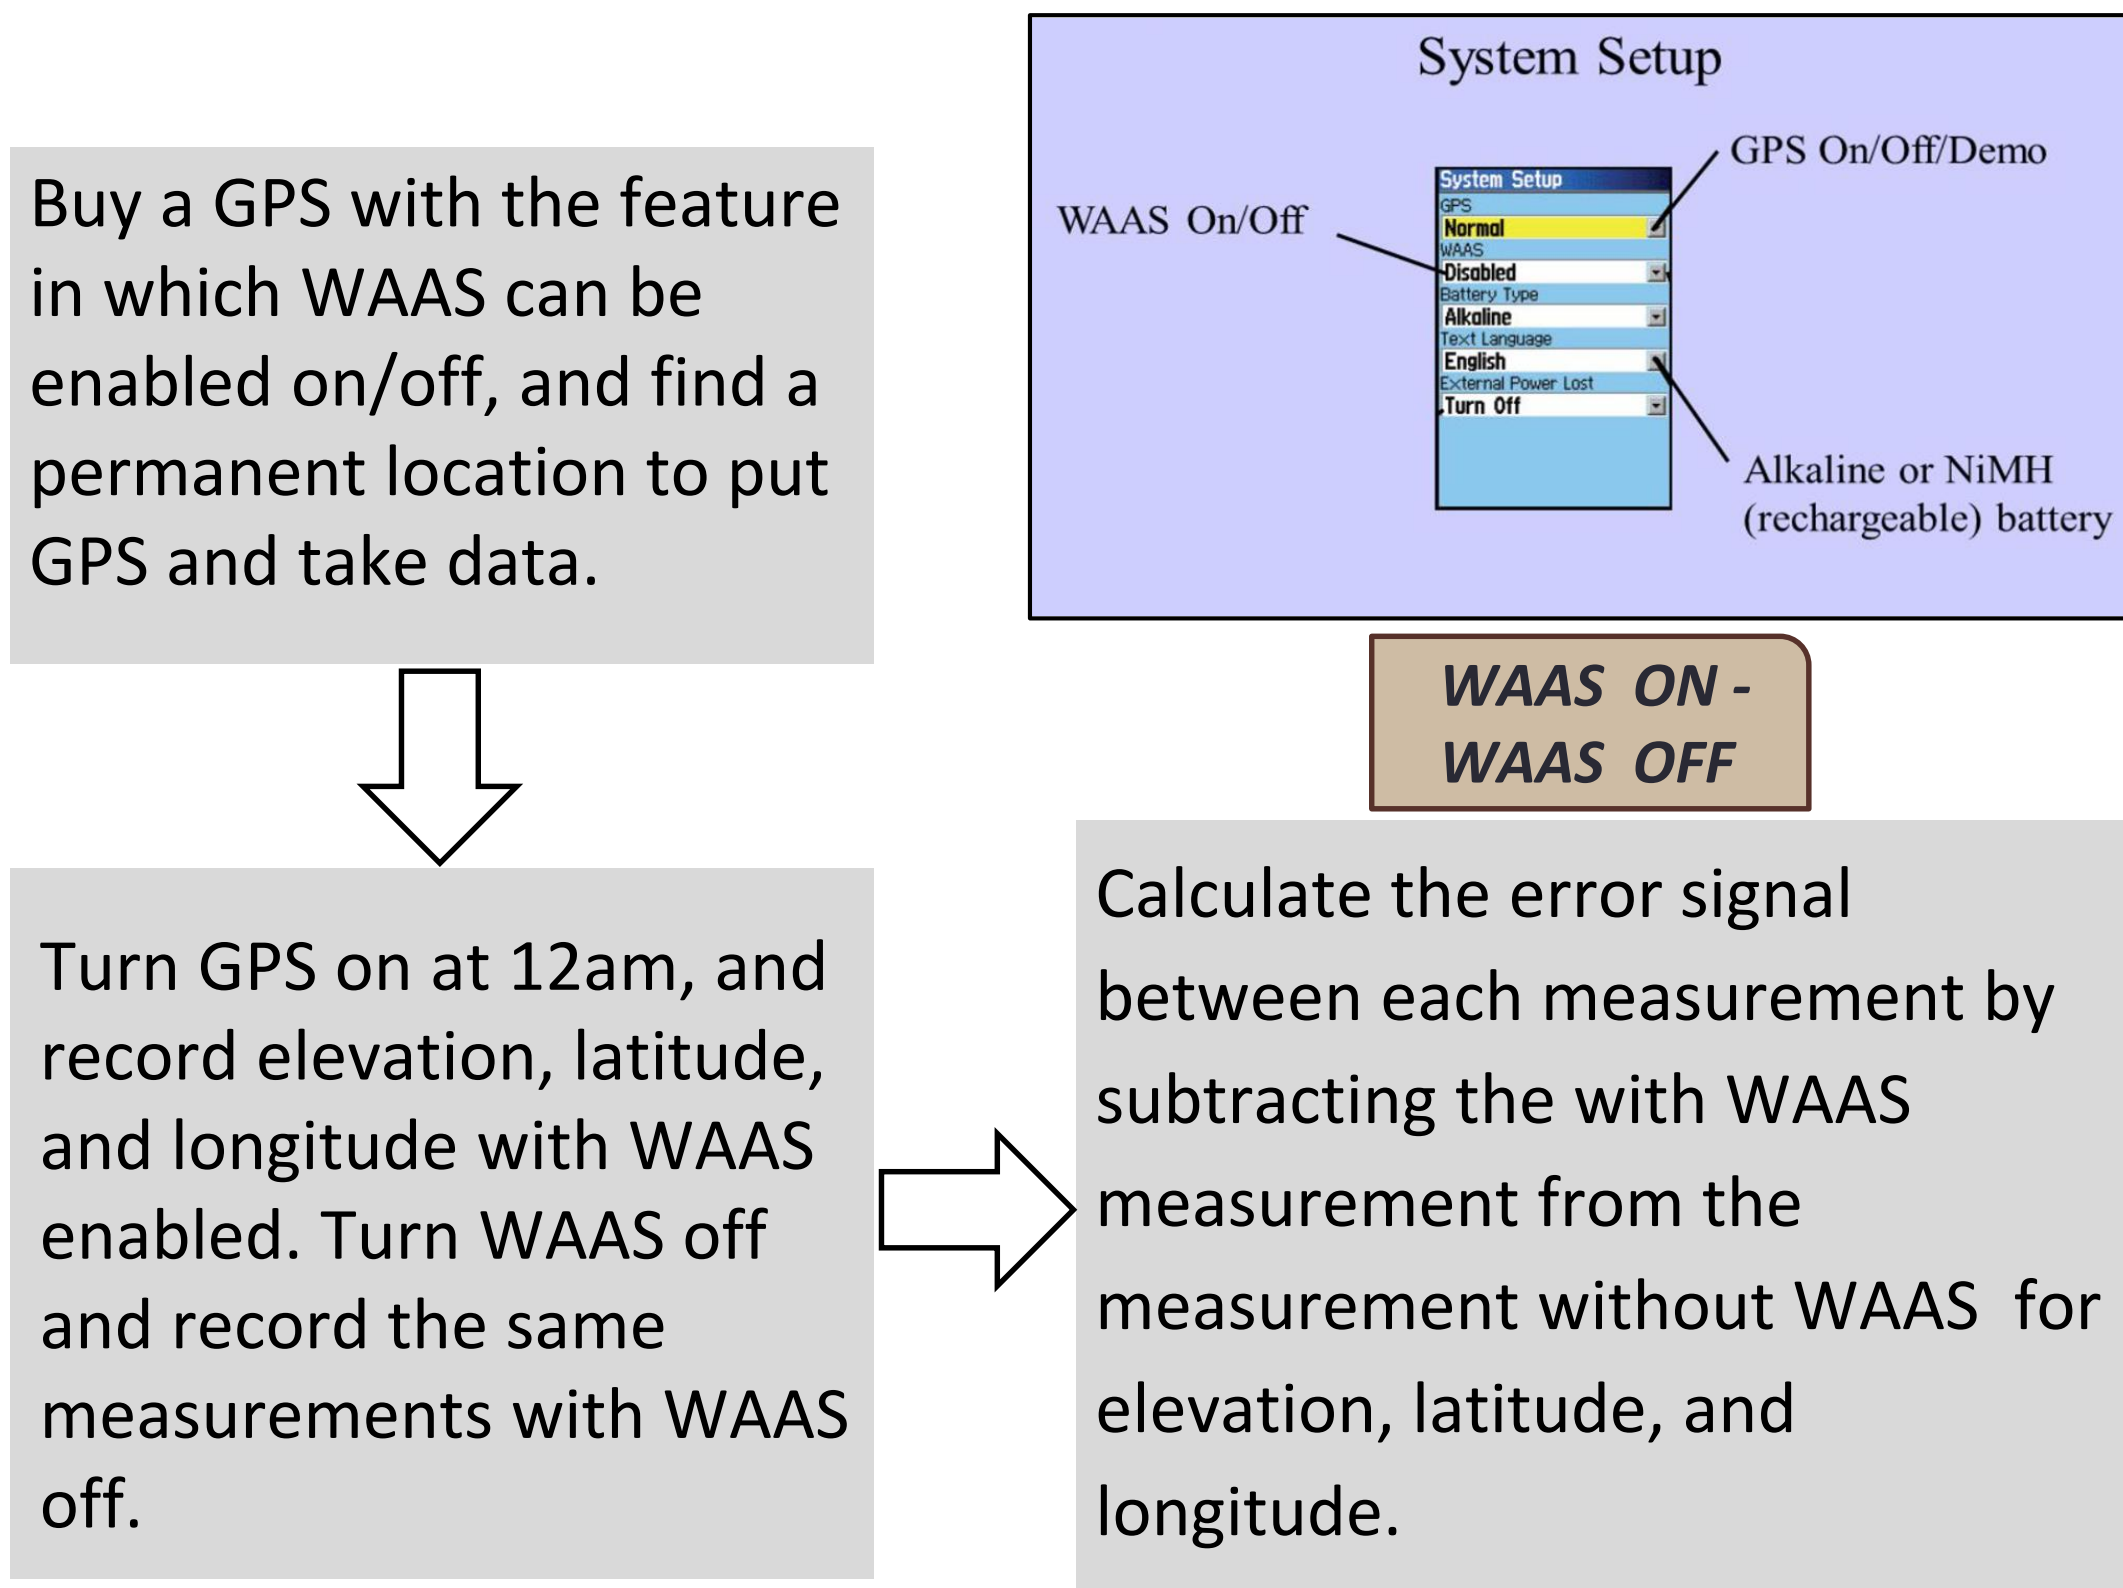 Buy a GPS with the feature
in which WAAS can be
enabled on/off, and find a
permanent location to put
GPS and take data.
System Setup
GPS On/Off/Demo
WAAS On/Off
System Setup
GPS
Normal
WAAS
Disabled
Battery Type
Alkaline
Text Language
English
External Power Lost
Turn Off
Alkaline or NiMH
(rechargeable) battery
Turn GPS on at 12am, and
record elevation, latitude,
and longitude with WAAS
enabled. Turn WAAS off
and record the same
measurements with WAAS
off.
WAAS ON -
WAAS OFF
Calculate the error signal
between each measurement by
subtracting the with WAAS
measurement from the
measurement without WAAS for
elevation, latitude, and
longitude.